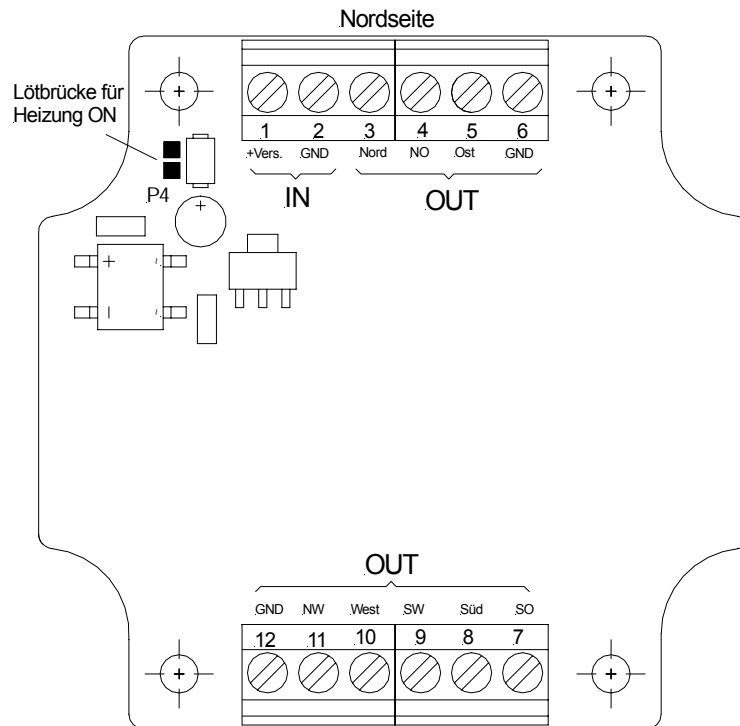 Nordseite
Lötbrücke für
Heizung ON
1 2 3 4 5 6
+Vers. GND Nord NO Ost GND
P4
IN OUT
+ 
+ ~
– ~
OUT
GND NW West SW Süd SO
12 11 10 9 8 7